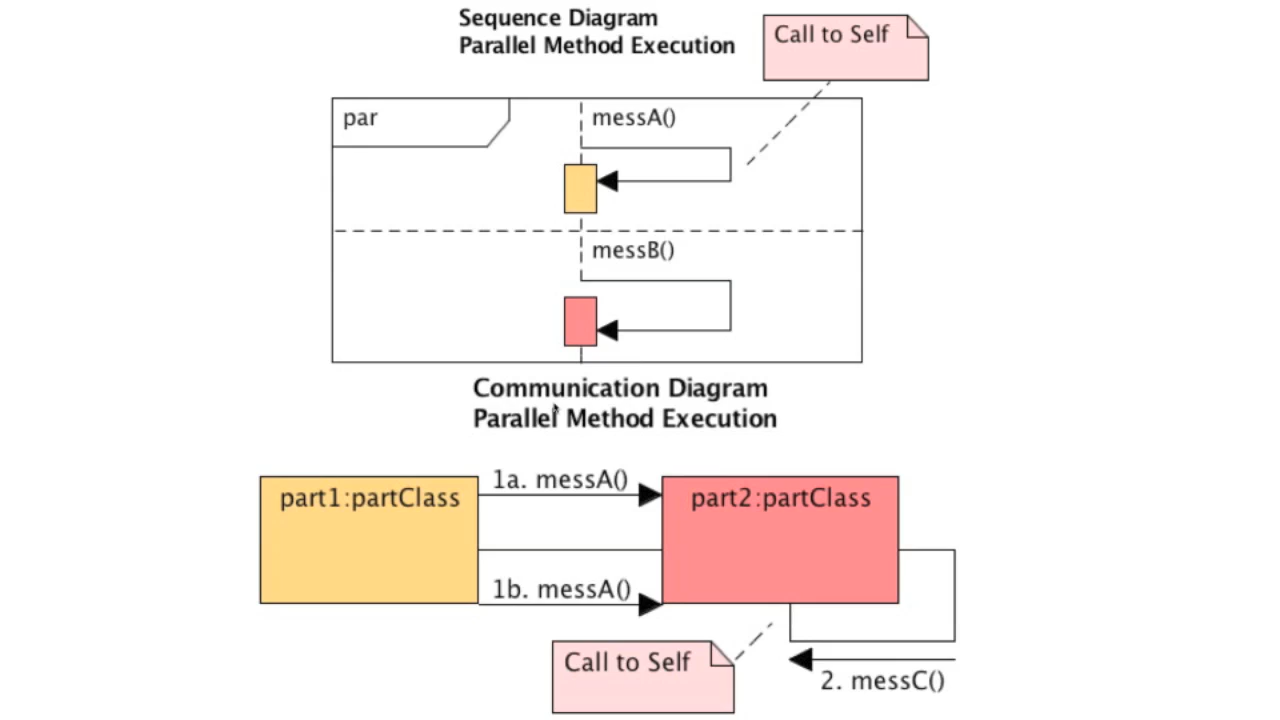 Sequence Diagram
Parallel Method Execution
Call to Self
par
messA()
messB()
Communication Diagram
Parallel Method Execution
part1:partClass
1a. messA()
part2:partClass
1b. messA()
Call to Self
2. messC()